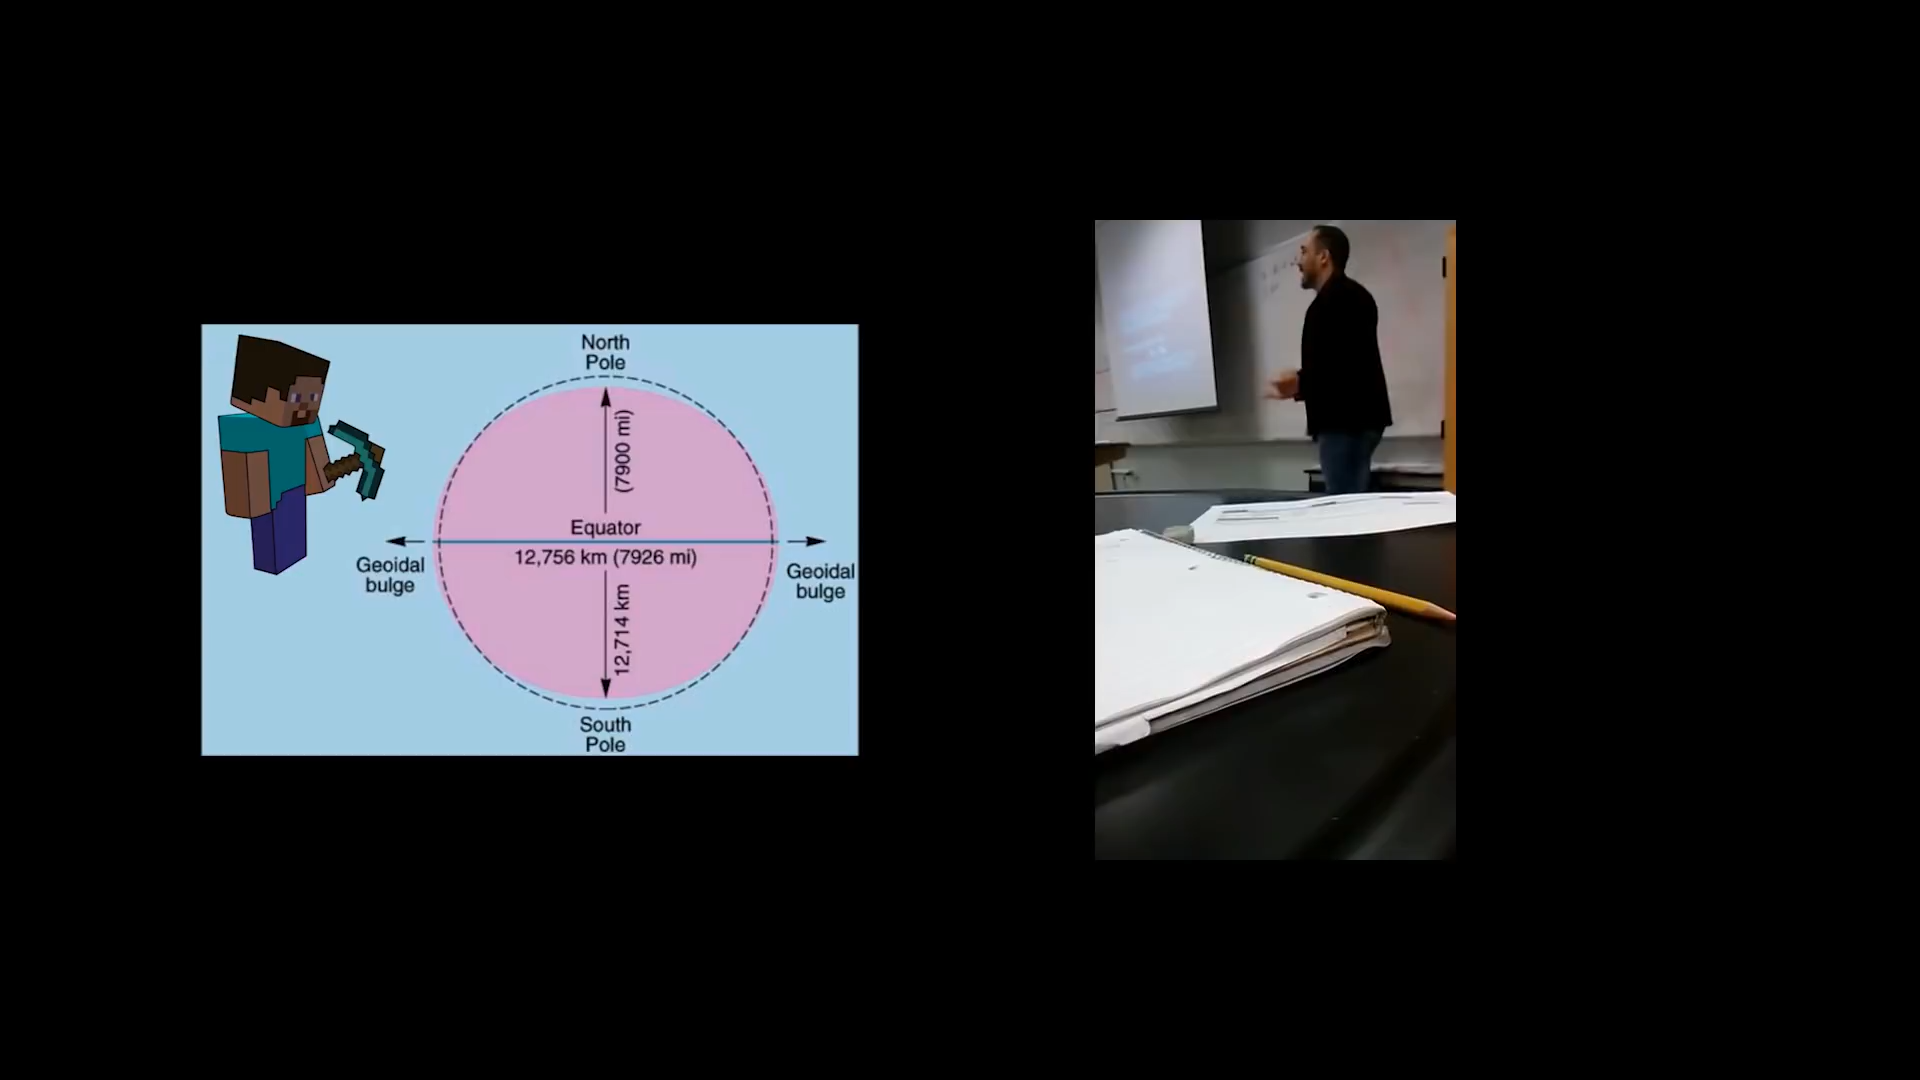 North
Pole
(7900 mi)
Equator
12,756 km (7926 mi)
Geoidal
bulge
Geoidal
bulge
12,714 km
South
Pole